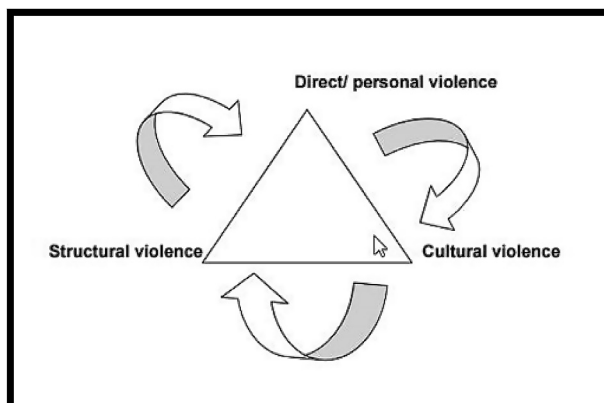 Direct/ personal violence
Structural violence
Cultural violence